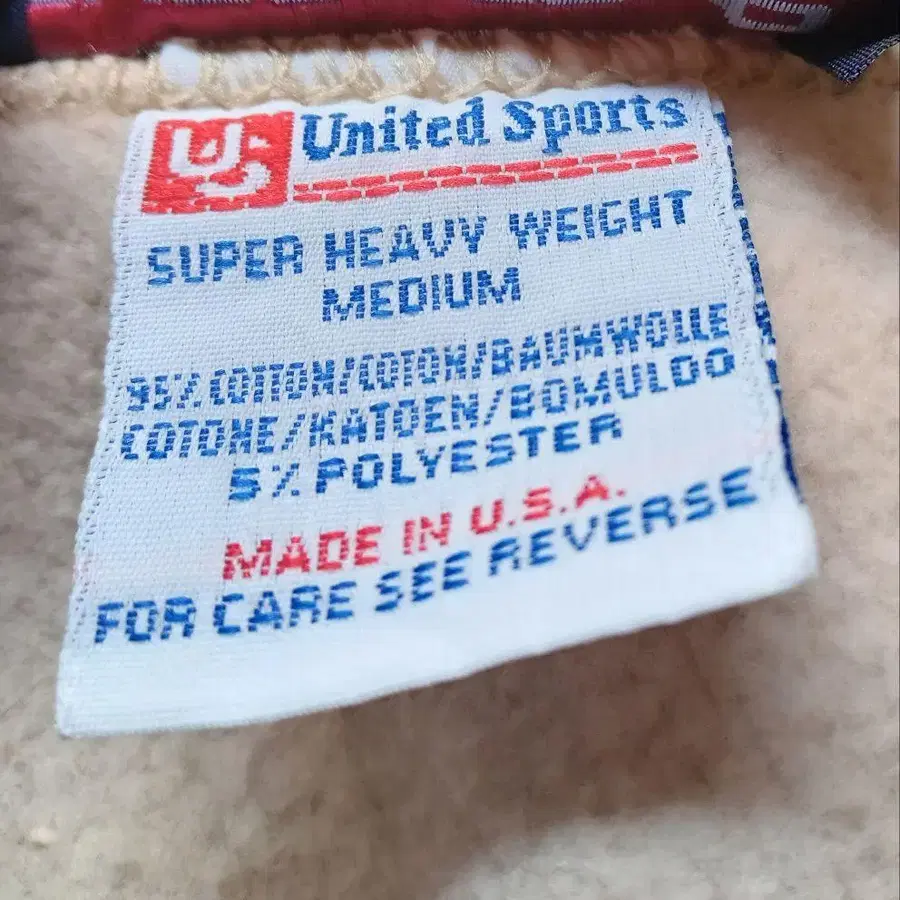 US United Sports
SUPER HEAVY WEIGHT
MEDIUM
95% COTTON/COTON/BAUMWOLLE
COTONE/KATOEN/BOMULDO
5% POLYESTER
MADE IN U.S.A.
FOR CARE SEE REVERSE